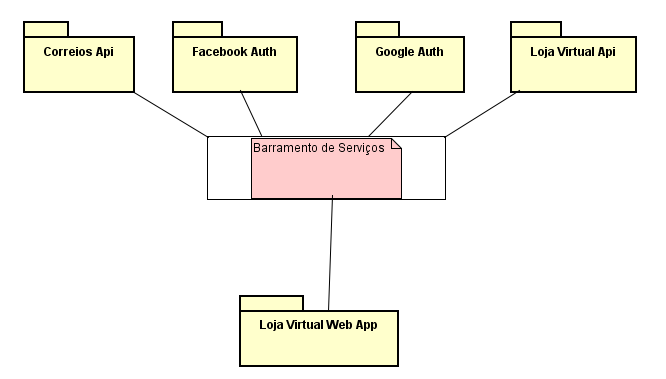 Correios Api
Facebook Auth
Google Auth
Loja Virtual Api
Barramento de Serviços
Loja Virtual Web App